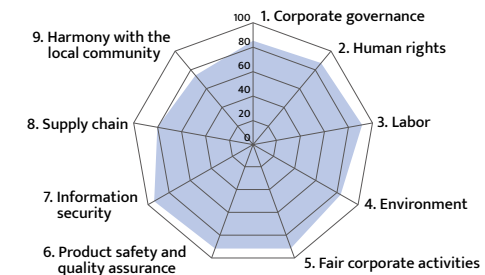 100
80
60
40
20
0
1. Corporate governance
2. Human rights
3. Labor
4. Environment
5. Fair corporate activities
6. Product safety and
quality assurance
7. Information
security
8. Supply chain
9. Harmony with the
local community